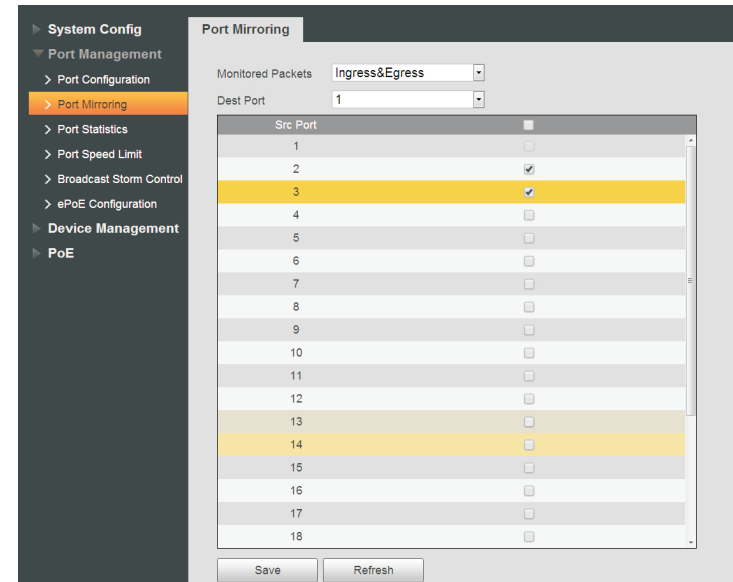 System Config
Port Management
Port Configuration
Port Mirroring
Port Statistics
Port Speed Limit
Broadcast Storm Control
ePoE Configuration
Device Management
PoE
Port Mirroring
Monitored Packets Ingress&Egress
Dest Port 1
Src Port
1
2
3
4
5
6
7
8
9
10
11
12
13
14
15
16
17
18
Save Refresh